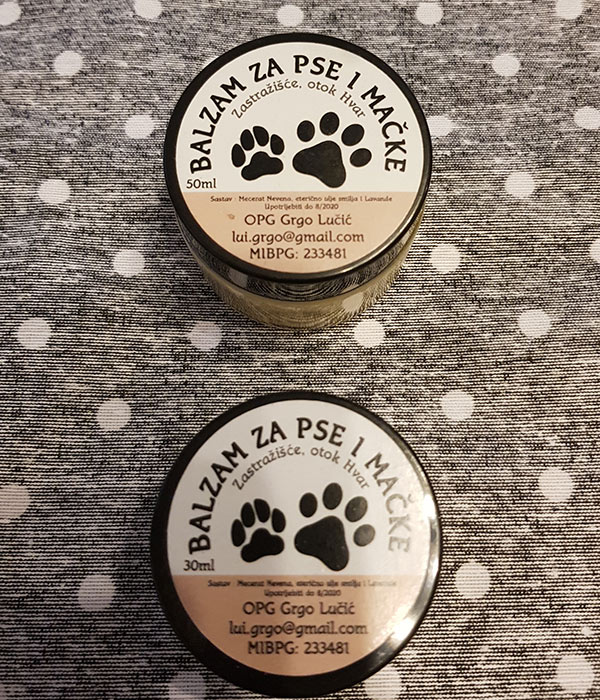 BALZAM ZA PSE I MAČKE
Zastražišće, otok Hvar
50ml
Sastav : Mecerat Nevena, eterično ulje smilja i Lavande
Upotrijebiti do 8/2020
OPG Grgo Lučić
lui.grgo@gmail.com
MIBPG: 233481
BALZAM ZA PSE I MAČKE
Zastražišće, otok Hvar
30ml
Sastav : Mecerat Nevena, eterično ulje smilja i Lavande
Upotrijebiti do 8/2020
OPG Grgo Lučić
lui.grgo@gmail.com
MIBPG: 233481